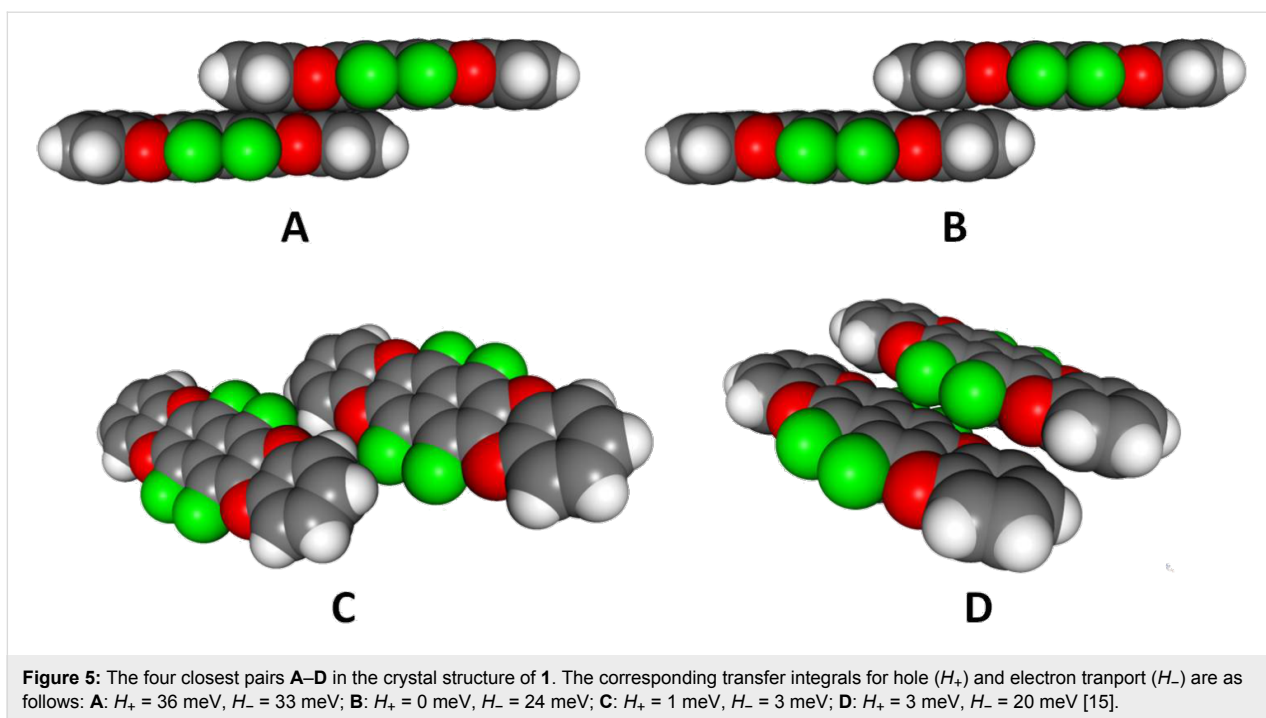 A
B
C
D
Figure 5: The four closest pairs A–D in the crystal structure of 1. The corresponding transfer integrals for hole (H+) and electron tranport (H−) are as
follows: A: H+ = 36 meV, H− = 33 meV; B: H+ = 0 meV, H− = 24 meV; C: H+ = 1 meV, H− = 3 meV; D: H+ = 3 meV, H− = 20 meV [15].